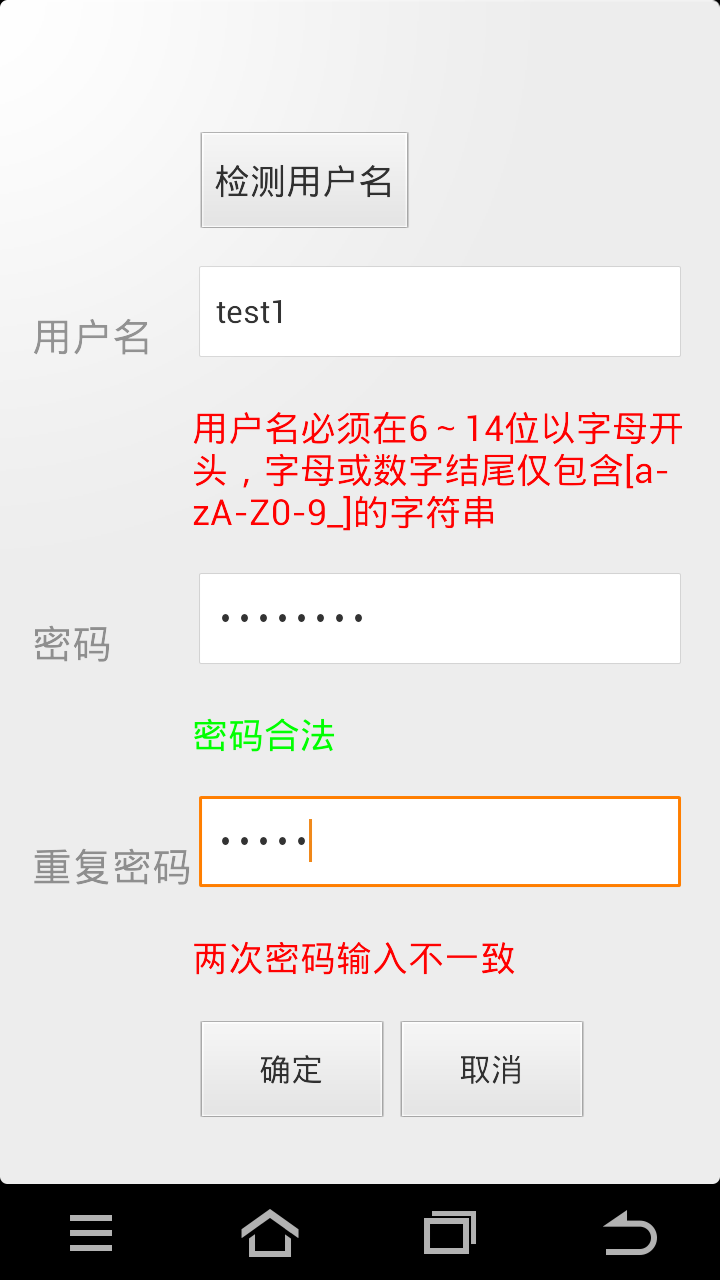 检测用户名
用户名
test1
用户名必须在6～14位以字母开
头，字母或数字结尾仅包含[a-
zA-Z0-9_]的字符串
密码
••••••••
密码合法
重复密码
•••••
两次密码输入不一致
确定
取消